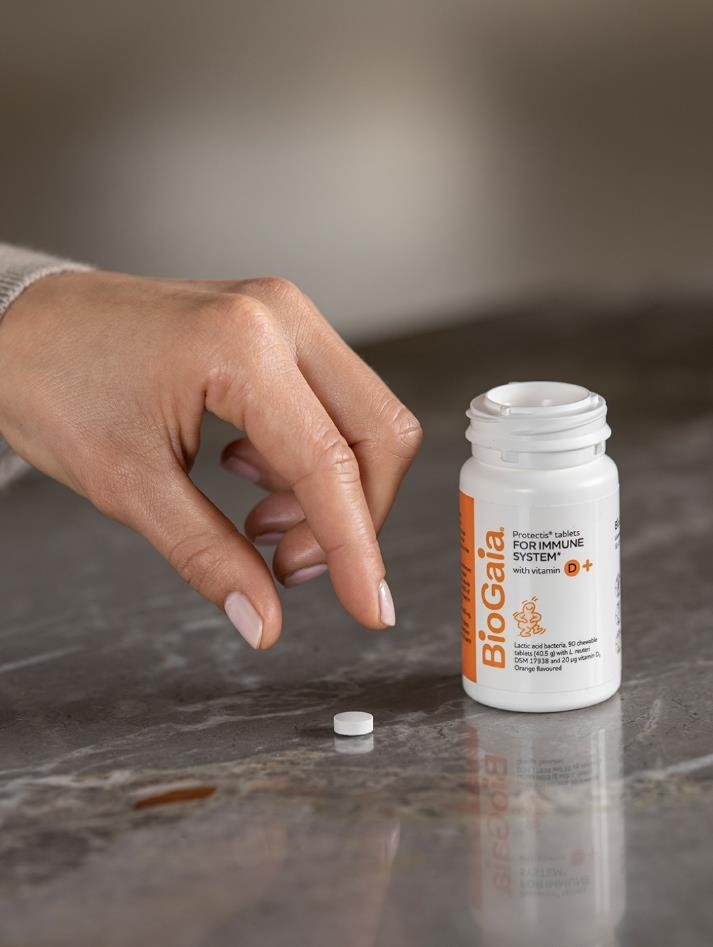 BioGaia®
Protectis® tablets
FOR IMMUNE
SYSTEM*
with vitamin D +
Lactic acid bacteria, 90 chewable
tablets (40.5 g) with L. reuteri
DSM 17938 and 20 µg vitamin D₃
Orange flavoured